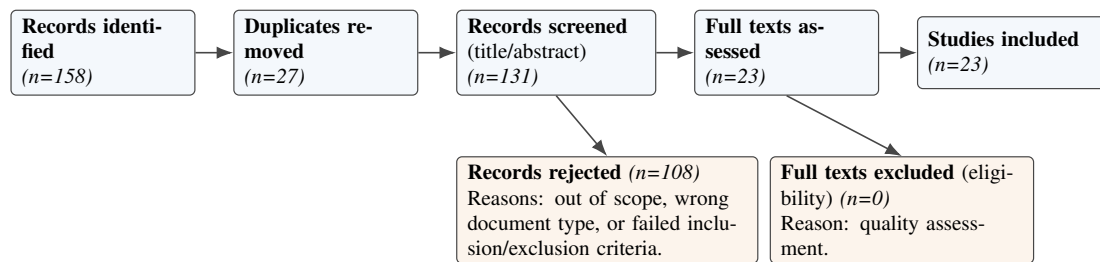 Records identi-
fied
(n=158)
Duplicates re-
moved
(n=27)
Records screened
(title/abstract)
(n=131)
Full texts as-
sessed
(n=23)
Studies included
(n=23)
Records rejected (n=108)
Reasons: out of scope, wrong
document type, or failed inclu-
sion/exclusion criteria.
Full texts excluded (eligi-
bility) (n=0)
Reason: quality assess-
ment.